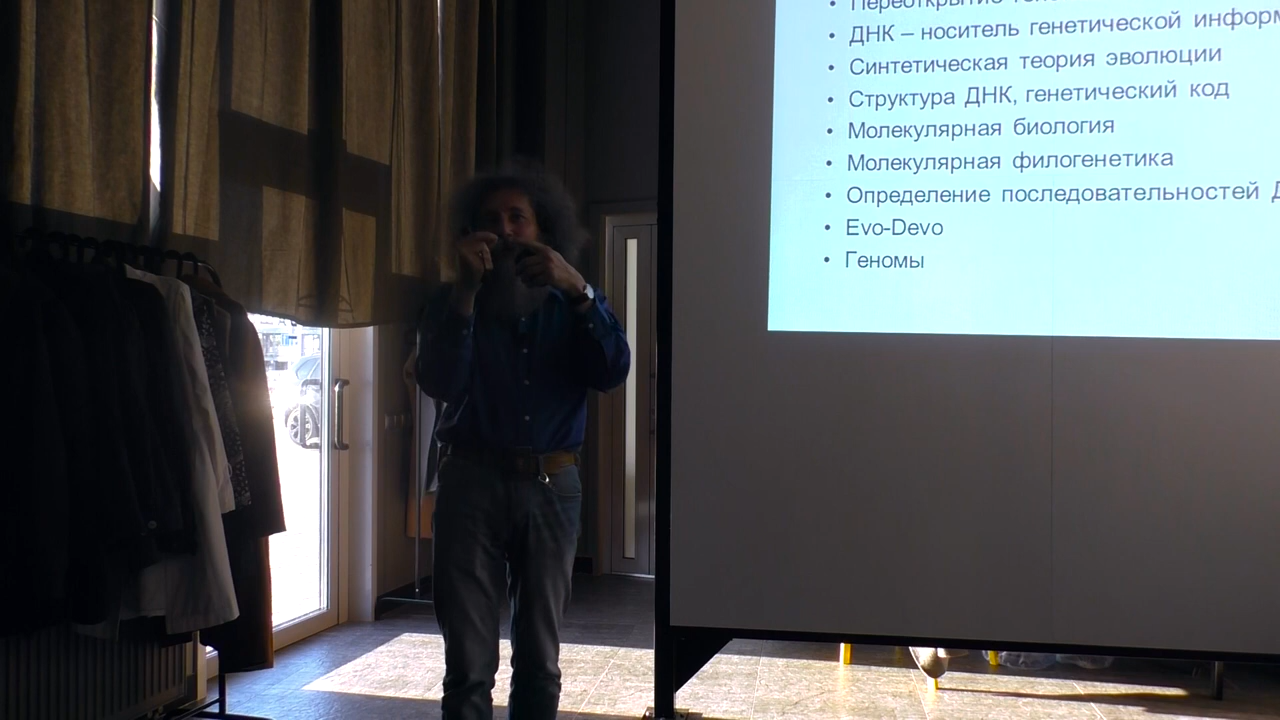 • Переоткрытие
• ДНК – носитель генетической
• Синтетическая теория эволюции
• Структура ДНК, генетический код
• Молекулярная биология
• Молекулярная филогенетика
• Определение последовательностей
• Evo-Devo
• Геномы